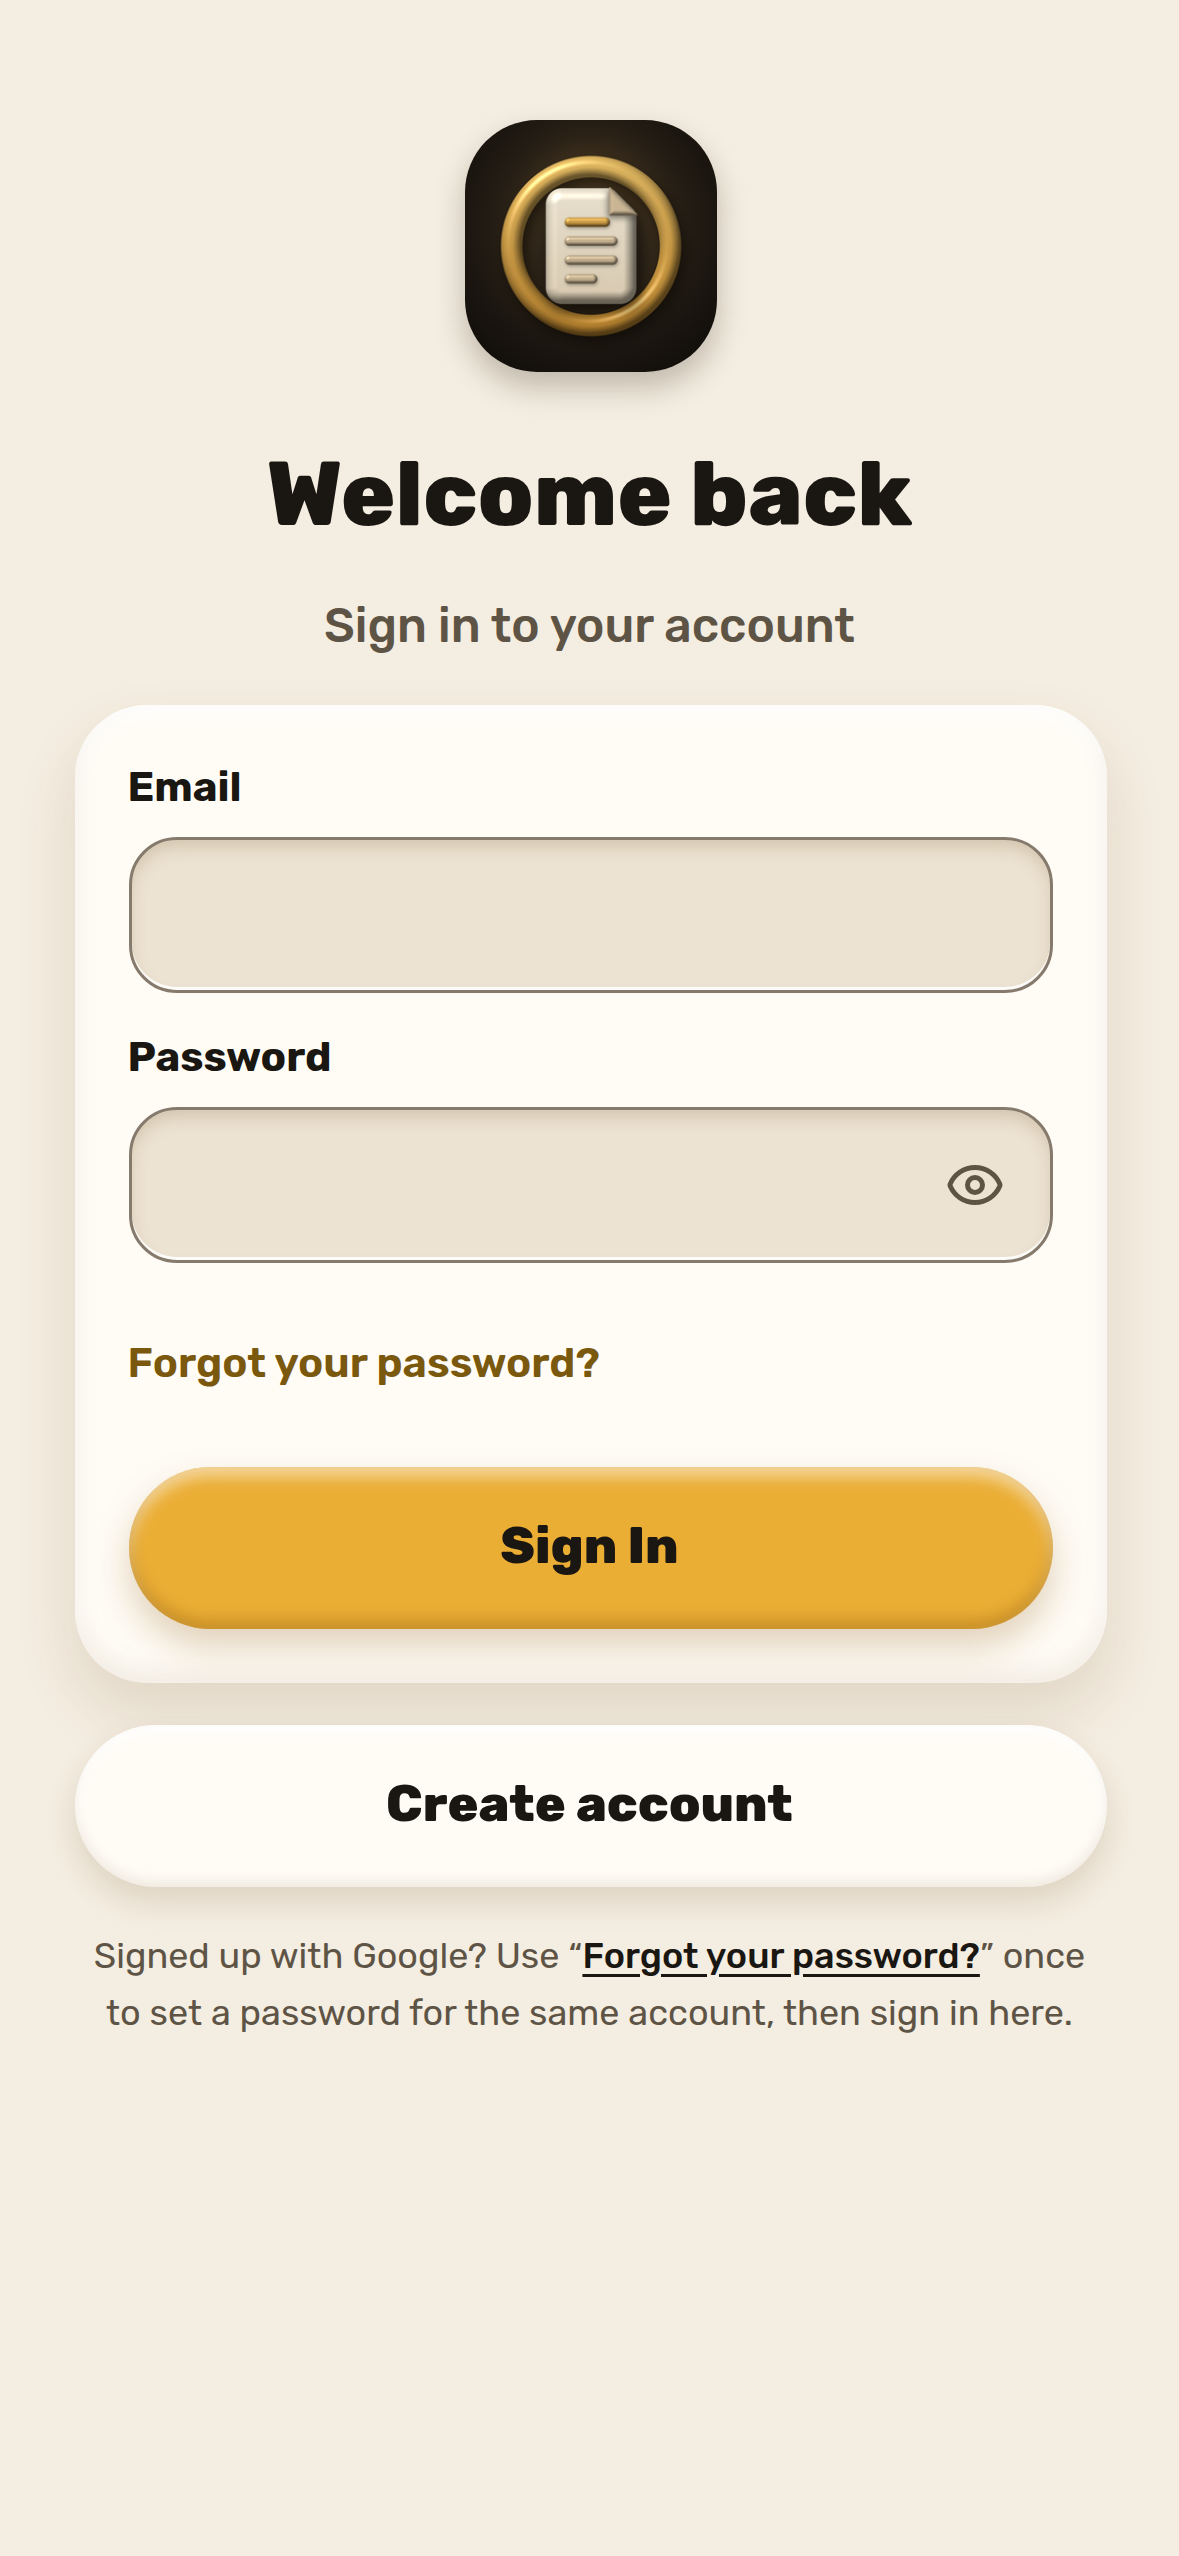 Welcome back
Sign in to your account
Email
Password
Forgot your password?
Sign In
Create account
Signed up with Google? Use “Forgot your password?” once
to set a password for the same account, then sign in here.